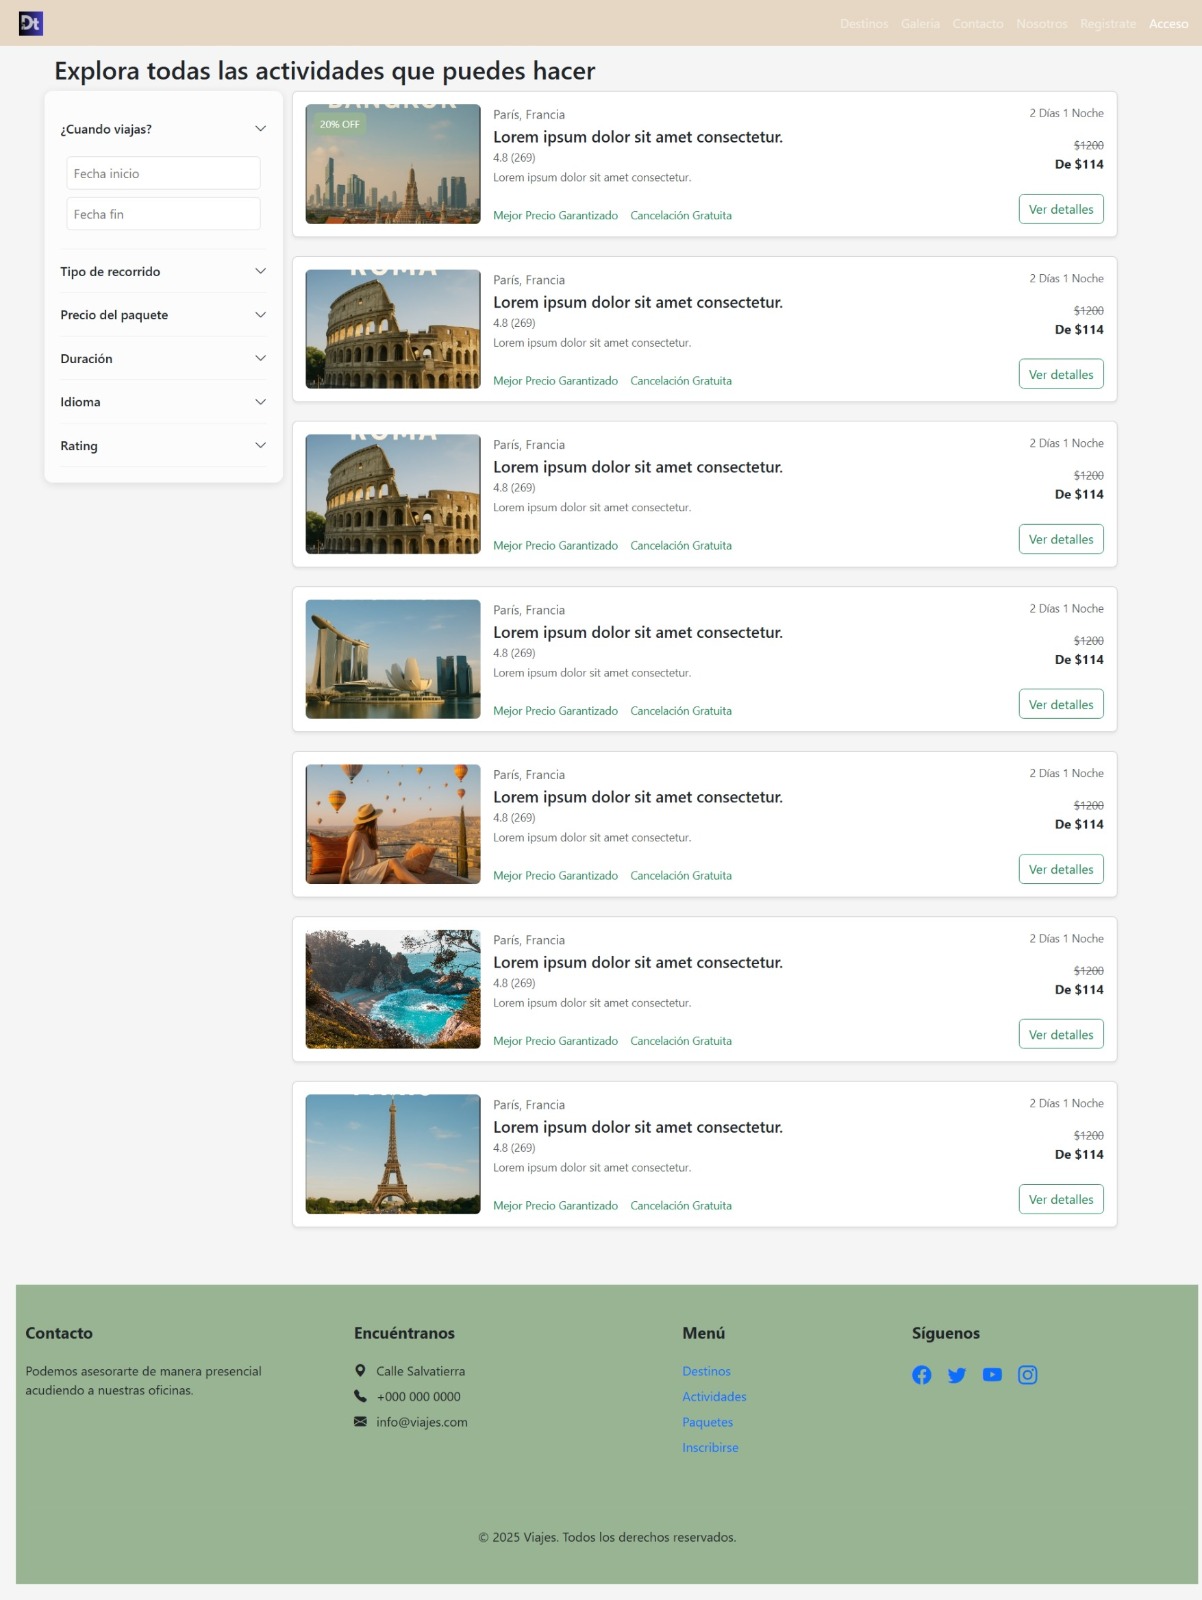 Dt
Destinos Galeria Contacto Nosotros Registrate Acceso
Explora todas las actividades que puedes hacer
¿Cuando viajas?
Fecha inicio
Fecha fin
Tipo de recorrido
Precio del paquete
Duración
Idioma
Rating
BANGKOK
20% OFF
París, Francia
Lorem ipsum dolor sit amet consectetur.
4.8 (269)
Lorem ipsum dolor sit amet consectetur.
Mejor Precio Garantizado Cancelación Gratuita
2 Días 1 Noche
$1200
De $114
Ver detalles
ROMA
París, Francia
Lorem ipsum dolor sit amet consectetur.
4.8 (269)
Lorem ipsum dolor sit amet consectetur.
Mejor Precio Garantizado Cancelación Gratuita
2 Días 1 Noche
$1200
De $114
Ver detalles
ROMA
París, Francia
Lorem ipsum dolor sit amet consectetur.
4.8 (269)
Lorem ipsum dolor sit amet consectetur.
Mejor Precio Garantizado Cancelación Gratuita
2 Días 1 Noche
$1200
De $114
Ver detalles
París, Francia
Lorem ipsum dolor sit amet consectetur.
4.8 (269)
Lorem ipsum dolor sit amet consectetur.
Mejor Precio Garantizado Cancelación Gratuita
2 Días 1 Noche
$1200
De $114
Ver detalles
París, Francia
Lorem ipsum dolor sit amet consectetur.
4.8 (269)
Lorem ipsum dolor sit amet consectetur.
Mejor Precio Garantizado Cancelación Gratuita
2 Días 1 Noche
$1200
De $114
Ver detalles
París, Francia
Lorem ipsum dolor sit amet consectetur.
4.8 (269)
Lorem ipsum dolor sit amet consectetur.
Mejor Precio Garantizado Cancelación Gratuita
2 Días 1 Noche
$1200
De $114
Ver detalles
París, Francia
Lorem ipsum dolor sit amet consectetur.
4.8 (269)
Lorem ipsum dolor sit amet consectetur.
Mejor Precio Garantizado Cancelación Gratuita
2 Días 1 Noche
$1200
De $114
Ver detalles
Contacto
Podemos asesorarte de manera presencial
acudiendo a nuestras oficinas.
Encuéntranos
Calle Salvatierra
+000 000 0000
info@viajes.com
Menú
Destinos
Actividades
Paquetes
Inscribirse
Síguenos
© 2025 Viajes. Todos los derechos reservados.